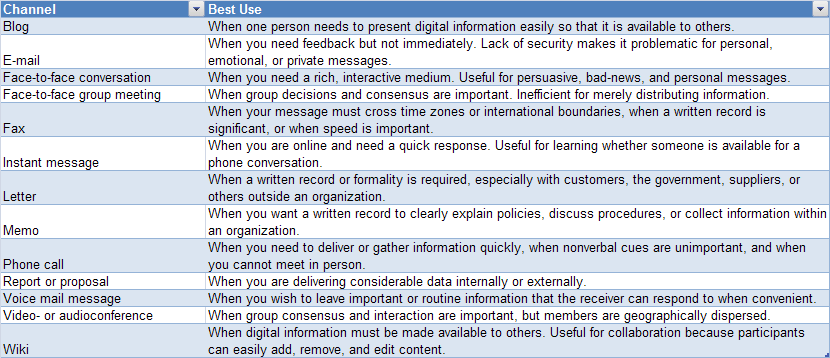 Channel Best Use
Blog When one person needs to present digital information easily so that it is available to others.
When you need feedback but not immediately. Lack of security makes it problematic for personal,
E-mail emotional, or private messages.
Face-to-face conversation When you need a rich, interactive medium. Useful for persuasive, bad-news, and personal messages.
Face-to-face group meeting When group decisions and consensus are important. Inefficient for merely distributing information.
When your message must cross time zones or international boundaries, when a written record is
Fax significant, or when speed is important.
When you are online and need a quick response. Useful for learning whether someone is available for a
Instant message phone conversation.
When a written record or formality is required, especially with customers, the government, suppliers, or
Letter others outside an organization.
When you want a written record to clearly explain policies, discuss procedures, or collect information within
Memo an organization.
When you need to deliver or gather information quickly, when nonverbal cues are unimportant, and when
Phone call you cannot meet in person.
Report or proposal When you are delivering considerable data internally or externally.
Voice mail message When you wish to leave important or routine information that the receiver can respond to when convenient.
Video- or audioconference When group consensus and interaction are important, but members are geographically dispersed.
When digital information must be made available to others. Useful for collaboration because participants
Wiki can easily add, remove, and edit content.